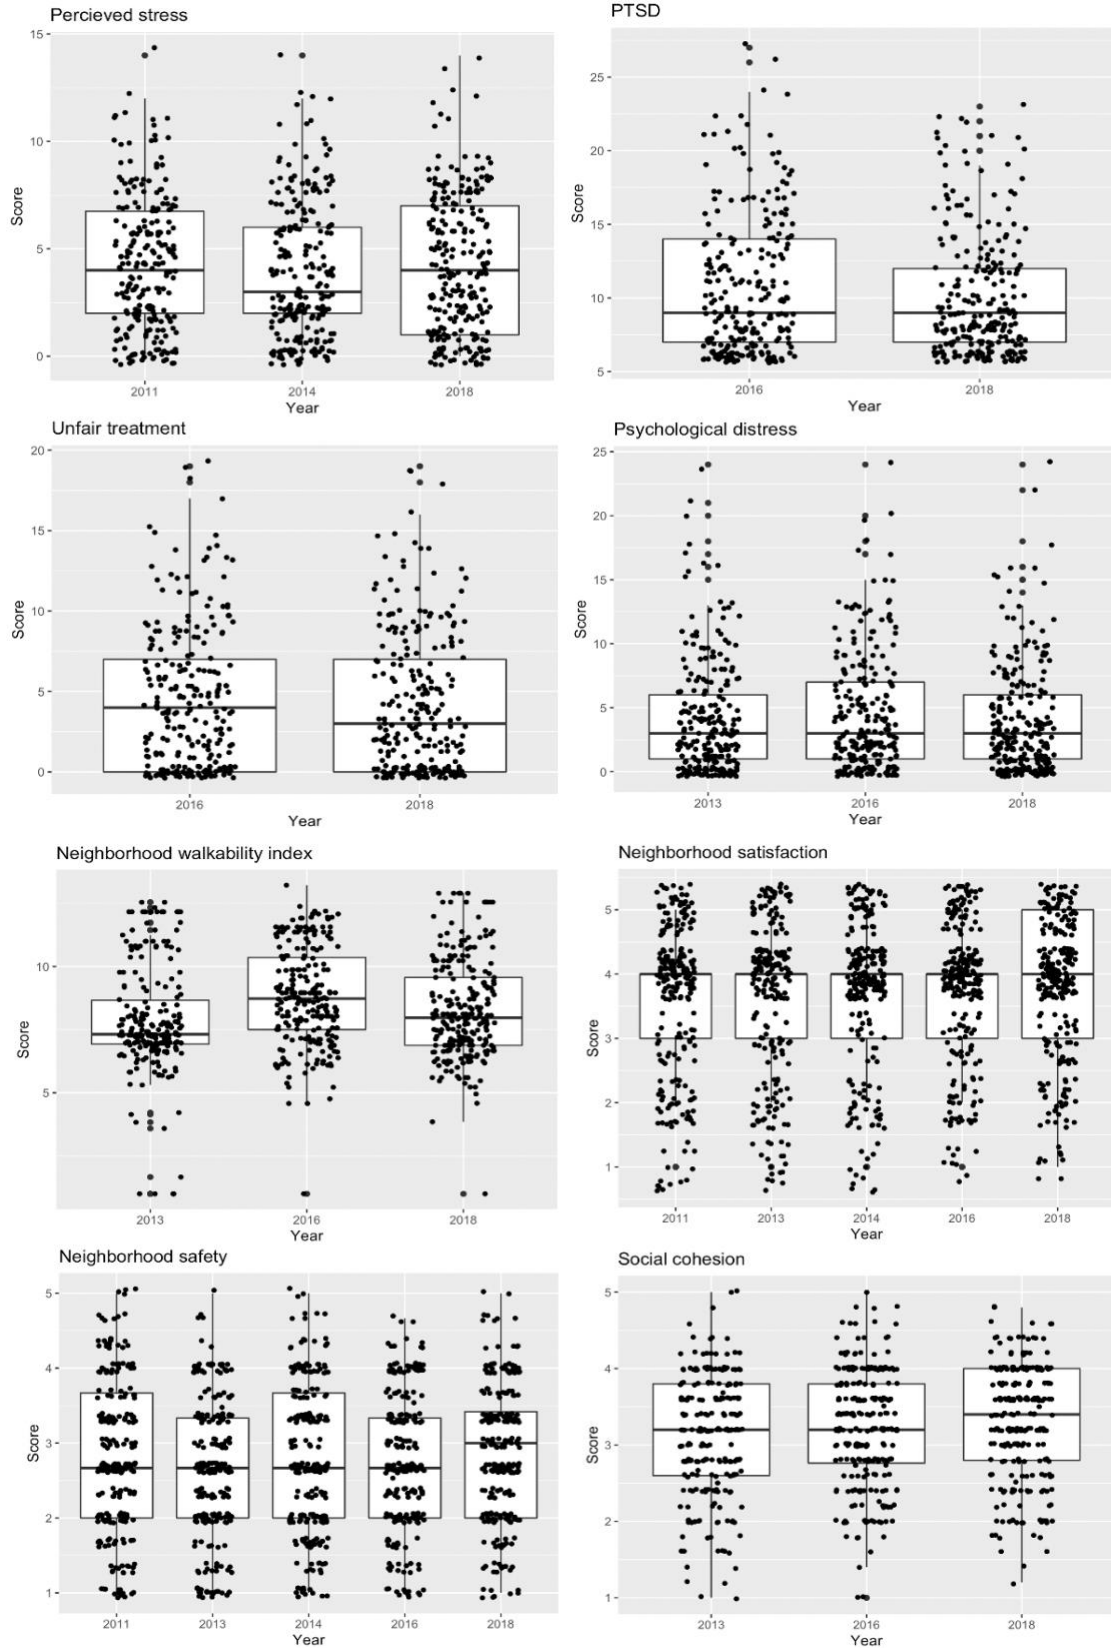 Percieved stress
15
10
5
0
Score
2011 2014 2018
Year
PTSD
25
20
15
10
5
Score
2016 2018
Year
Unfair treatment
20
15
10
5
0
Score
2016 2018
Year
Psychological distress
25
20
15
10
5
0
Score
2013 2016 2018
Year
Neighborhood walkability index
10
5
Score
2013 2016 2018
Year
Neighborhood satisfaction
5
4
3
2
1
Score
2011 2013 2014 2016 2018
Year
Neighborhood safety
5
4
3
2
1
Score
2011 2013 2014 2016 2018
Year
Social cohesion
5
4
3
2
1
Score
2013 2016 2018
Year